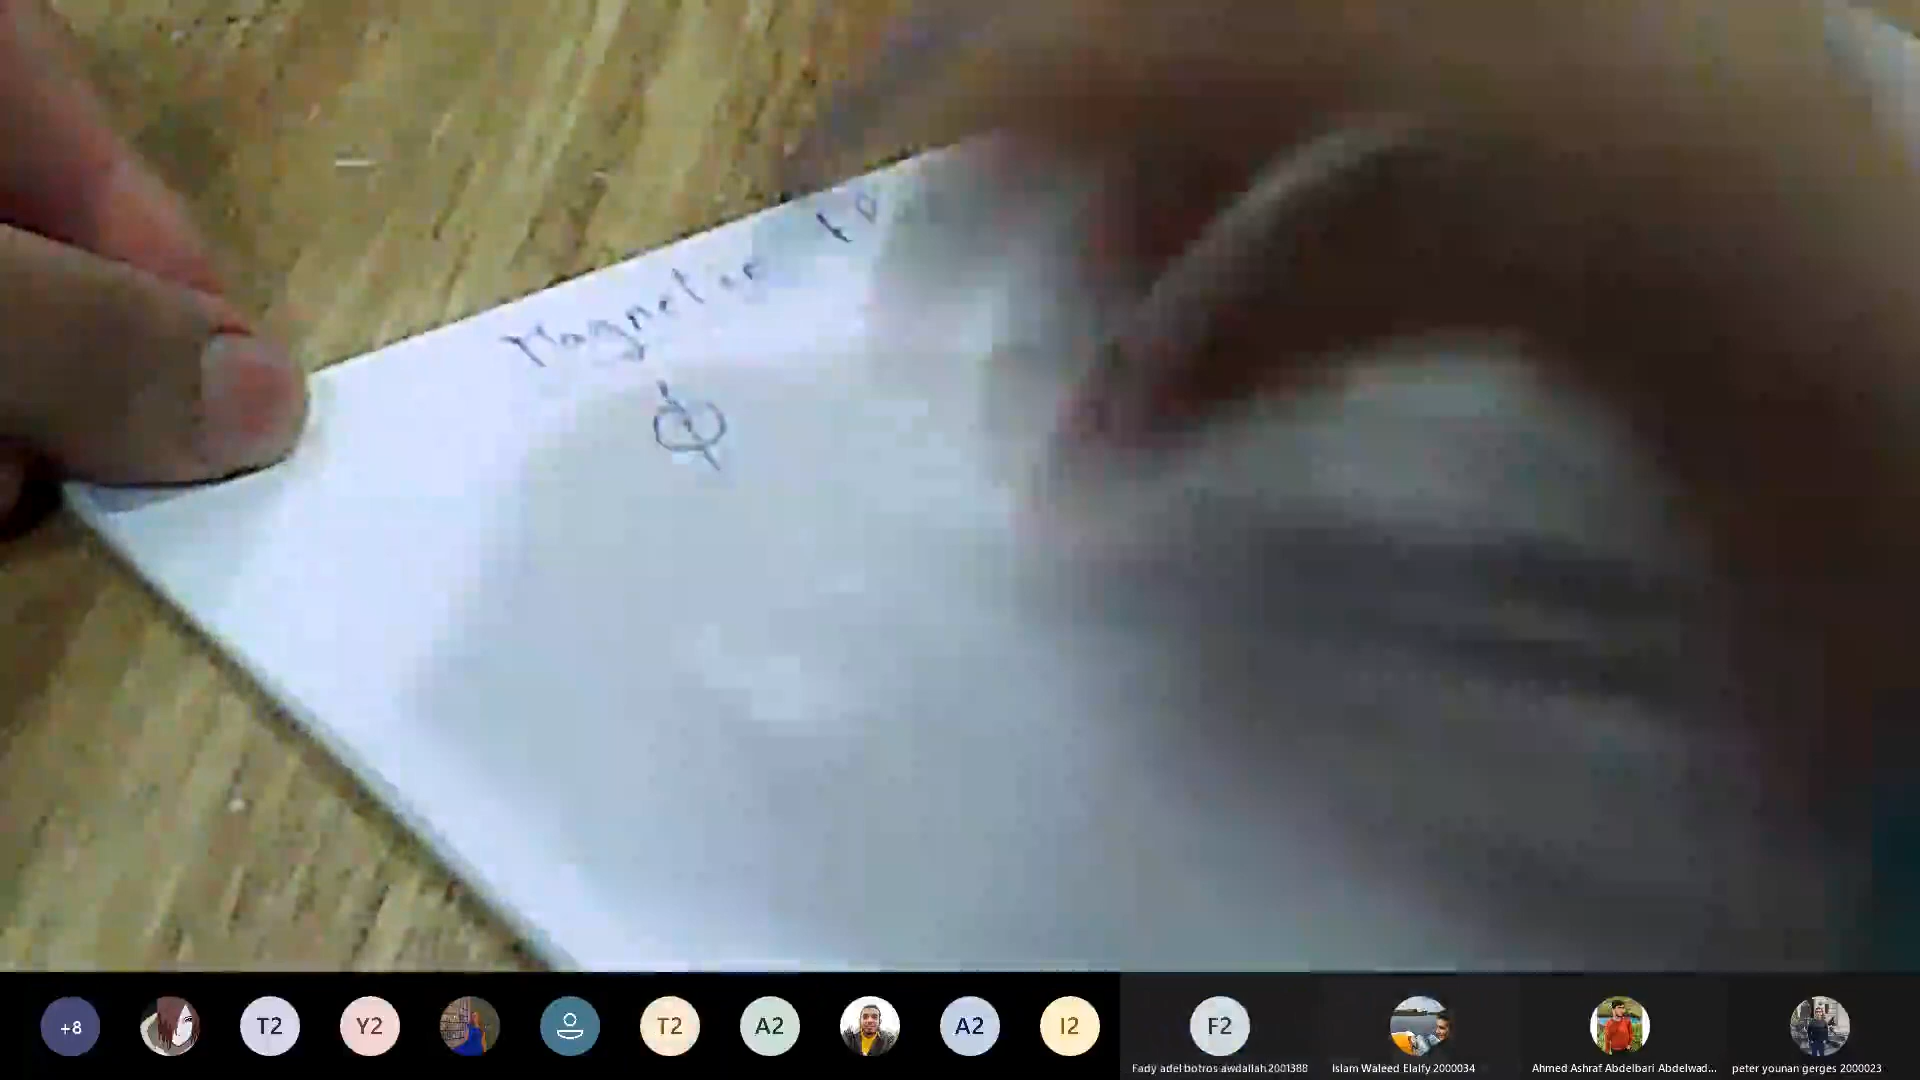 Magnetic
Φ
+8
T2
Y2
T2
A2
A2
I2
F2
Fady adel botros awdallah 2001388
Islam Waleed Elalfy 2000034
Ahmed Ashraf Abdelbari Abdelwad...
peter younan gerges 2000023